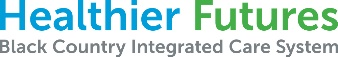 Healthier Futures
Black Country Integrated Care System